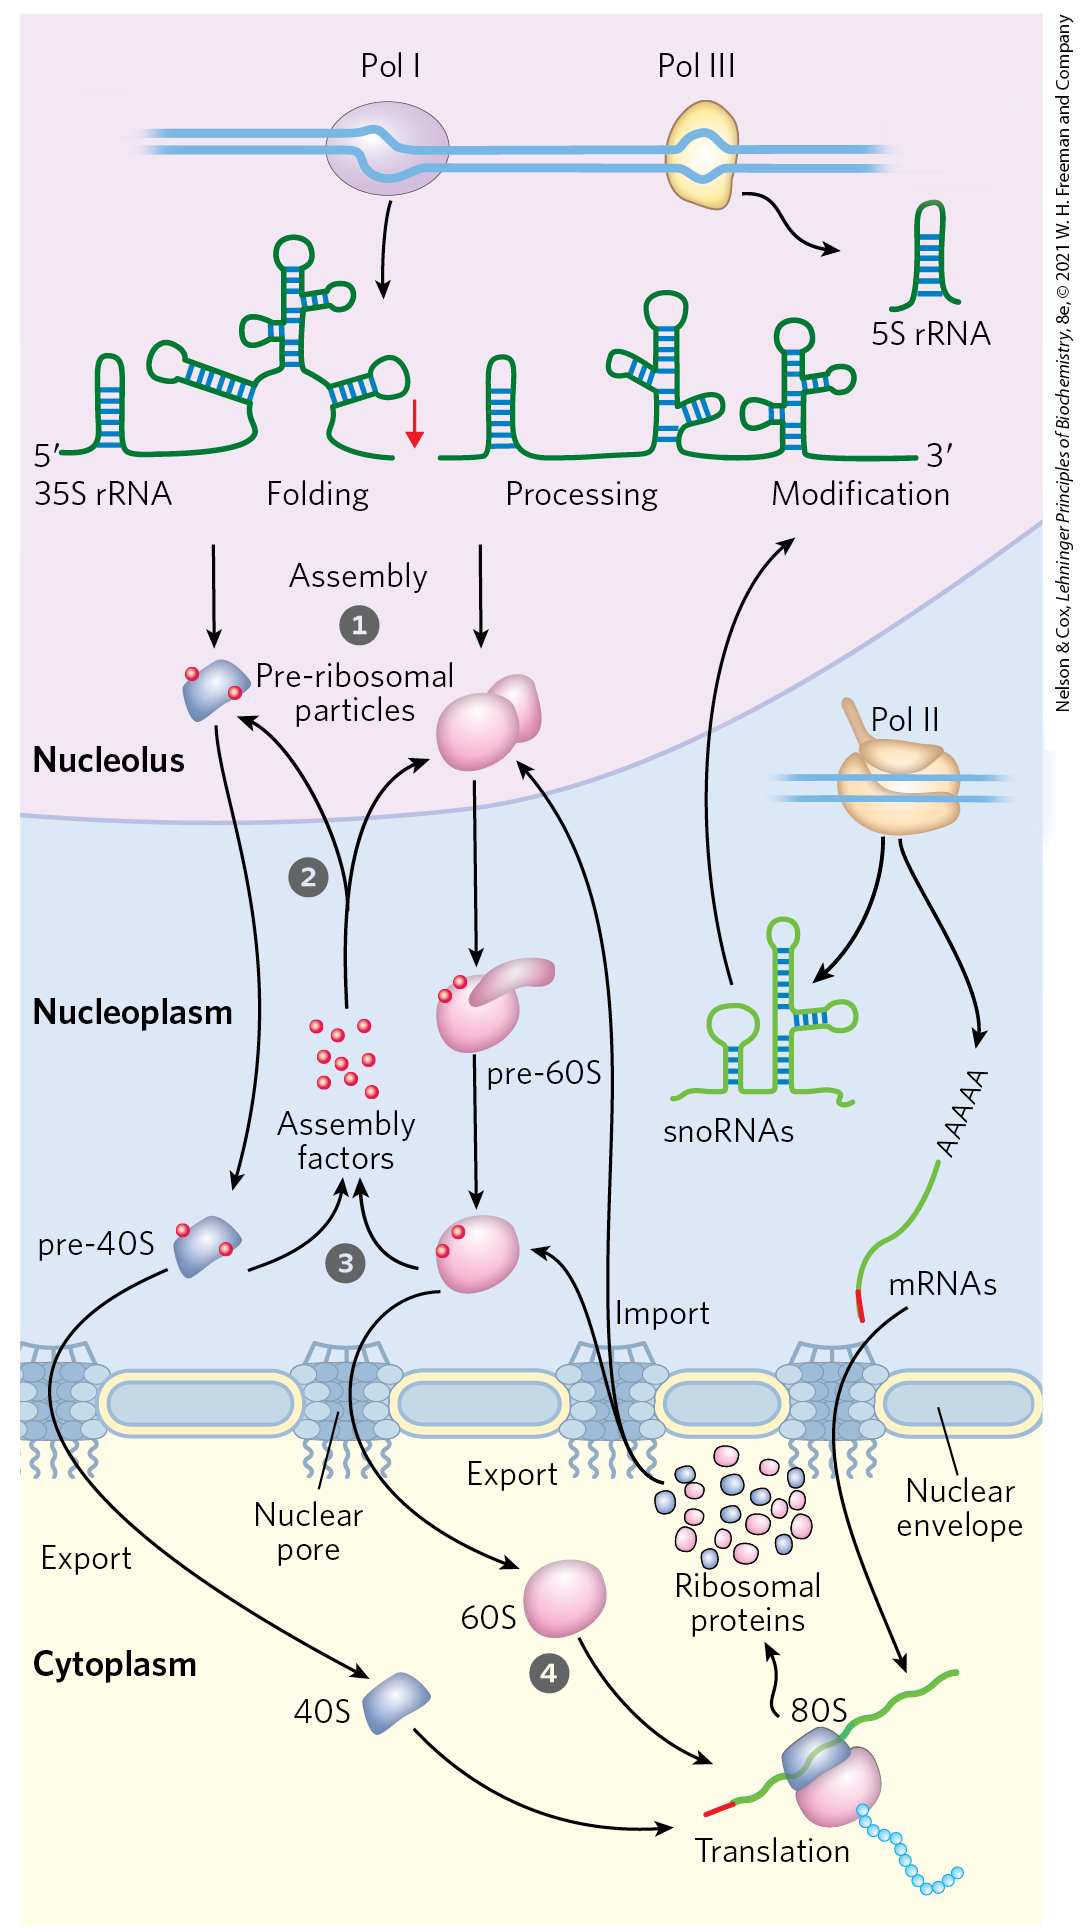 Pol I
Pol III
5S rRNA
5′
3′
35S rRNA
Folding
Processing
Modification
Assembly
1
Pre-ribosomal
particles
Nucleolus
Pol II
2
Nucleoplasm
pre-60S
Assembly
factors
snoRNAs
AAAAA
pre-40S
3
mRNAs
Import
Export
Nuclear
pore
Nuclear
envelope
Export
Ribosomal
proteins
60S
4
Cytoplasm
40S
80S
Translation
Nelson & Cox, Lehninger Principles of Biochemistry, 8e, © 2021 W. H. Freeman and Company